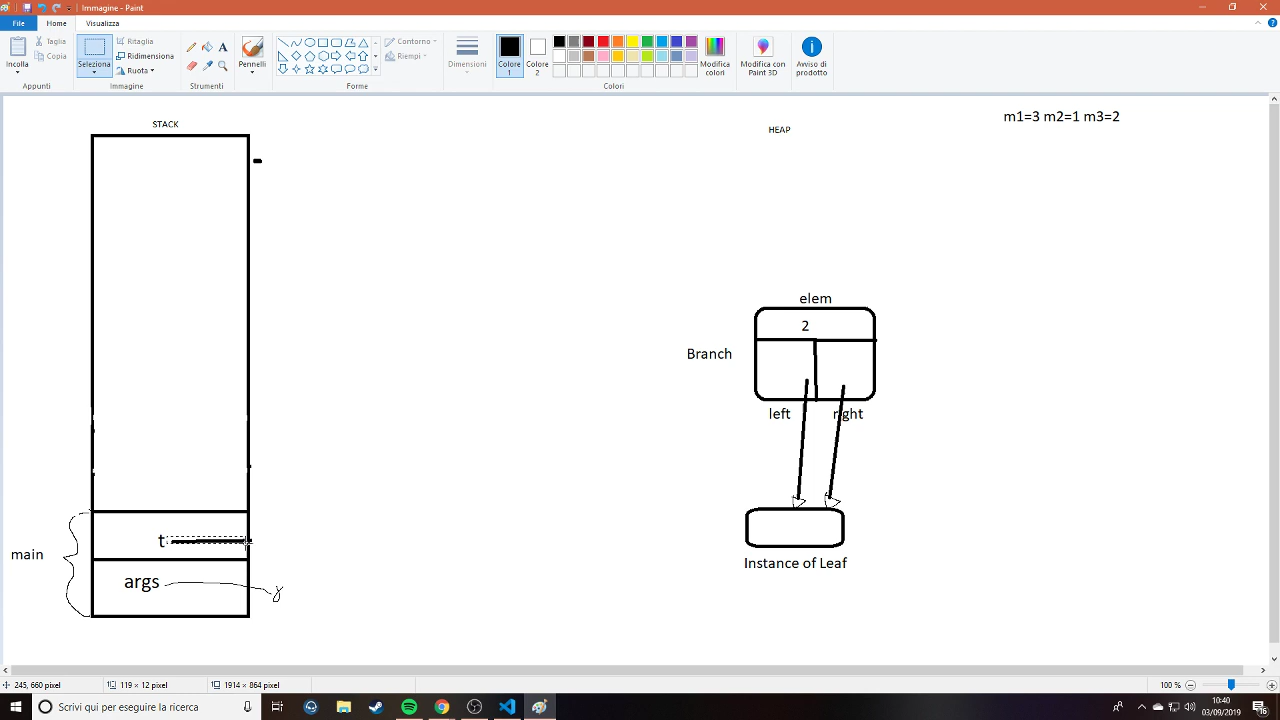 Immagine - Paint
File Home Visualizza
Incolla
Taglia
Copia
Appunti
Seleziona
Ritaglia
Ridimensiona
Ruota
Immagine
A
Strumenti
Pennelli
Contorno
Riempi
Forme
Dimensioni
Colore 1
Colore 2
Modifica colori
Colori
Modifica con Paint 3D
Avviso di prodotto
STACK
HEAP
m1=3 m2=1 m3=2
elem
2
Branch
left right
t
main
args
Instance of Leaf
245, 660 pixel 119 × 12 pixel 1914 × 864 pixel 100 %
Scrivi qui per eseguire la ricerca
10:40
03/09/2019